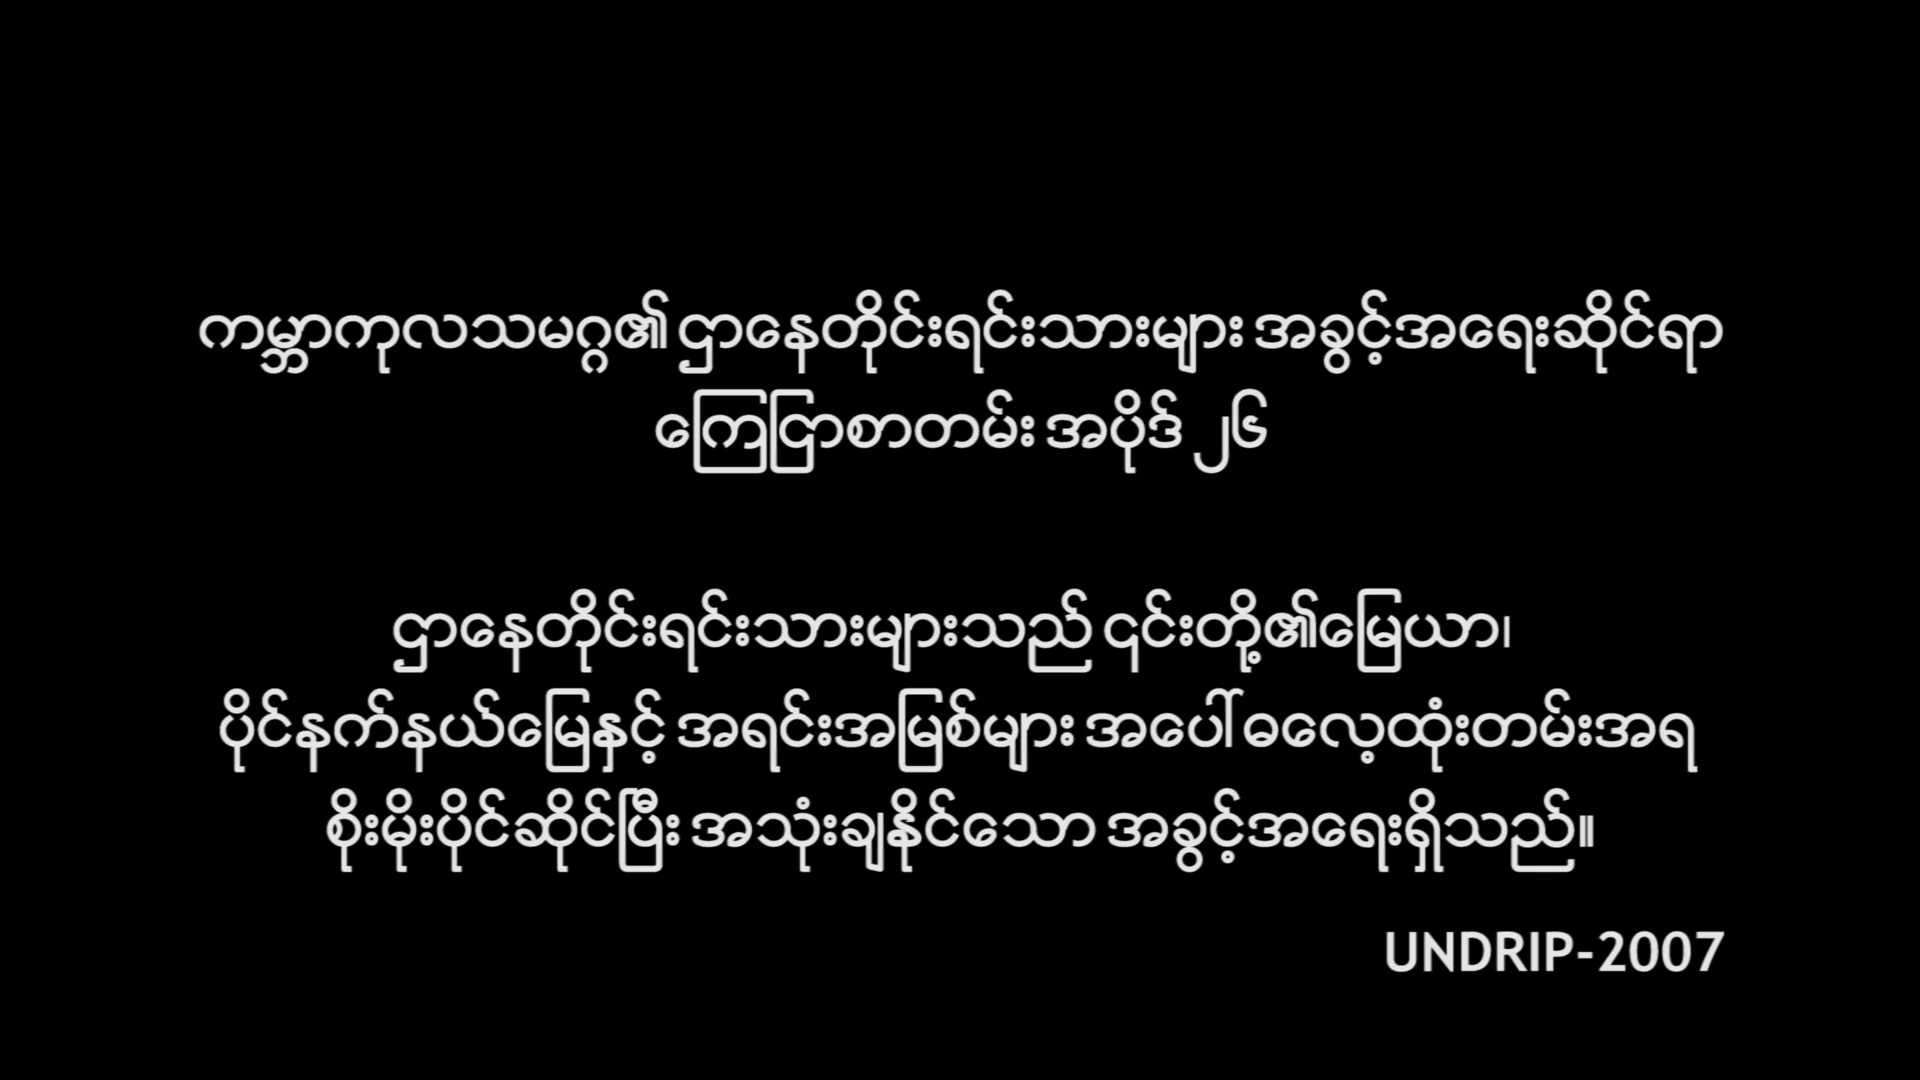 ကမ္ဘာကုလသမဂ္ဂ၏ ဌာနေတိုင်းရင်းသားများ အခွင့်အရေးဆိုင်ရာ
ကြေငြာစာတမ်း အပိုဒ် ၂၆
ဌာနေတိုင်းရင်းသားများသည် ၎င်းတို့၏မြေယာ၊
ပိုင်နက်နယ်မြေနှင့် အရင်းအမြစ်များ အပေါ် ဓလေ့ထုံးတမ်းအရ
စိုးမိုးပိုင်ဆိုင်ပြီး အသုံးချနိုင်သော အခွင့်အရေးရှိသည်။
UNDRIP-2007